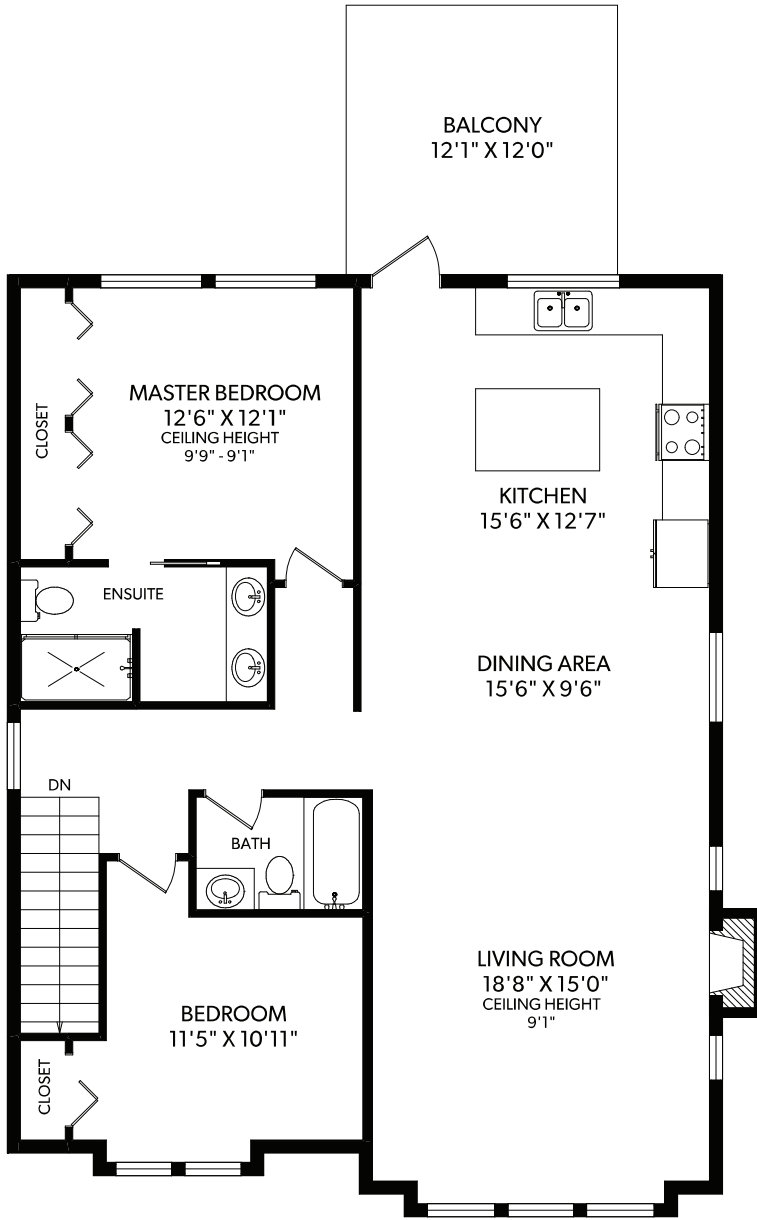 BALCONY
12'1" X 12'0"
CLOSET
MASTER BEDROOM
12'6" X 12'1"
CEILING HEIGHT
9'9" - 9'1"
KITCHEN
15'6" X 12'7"
ENSUITE
DINING AREA
15'6" X 9'6"
DN
BATH
LIVING ROOM
18'8" X 15'0"
CEILING HEIGHT
9'1"
BEDROOM
11'5" X 10'11"
CLOSET